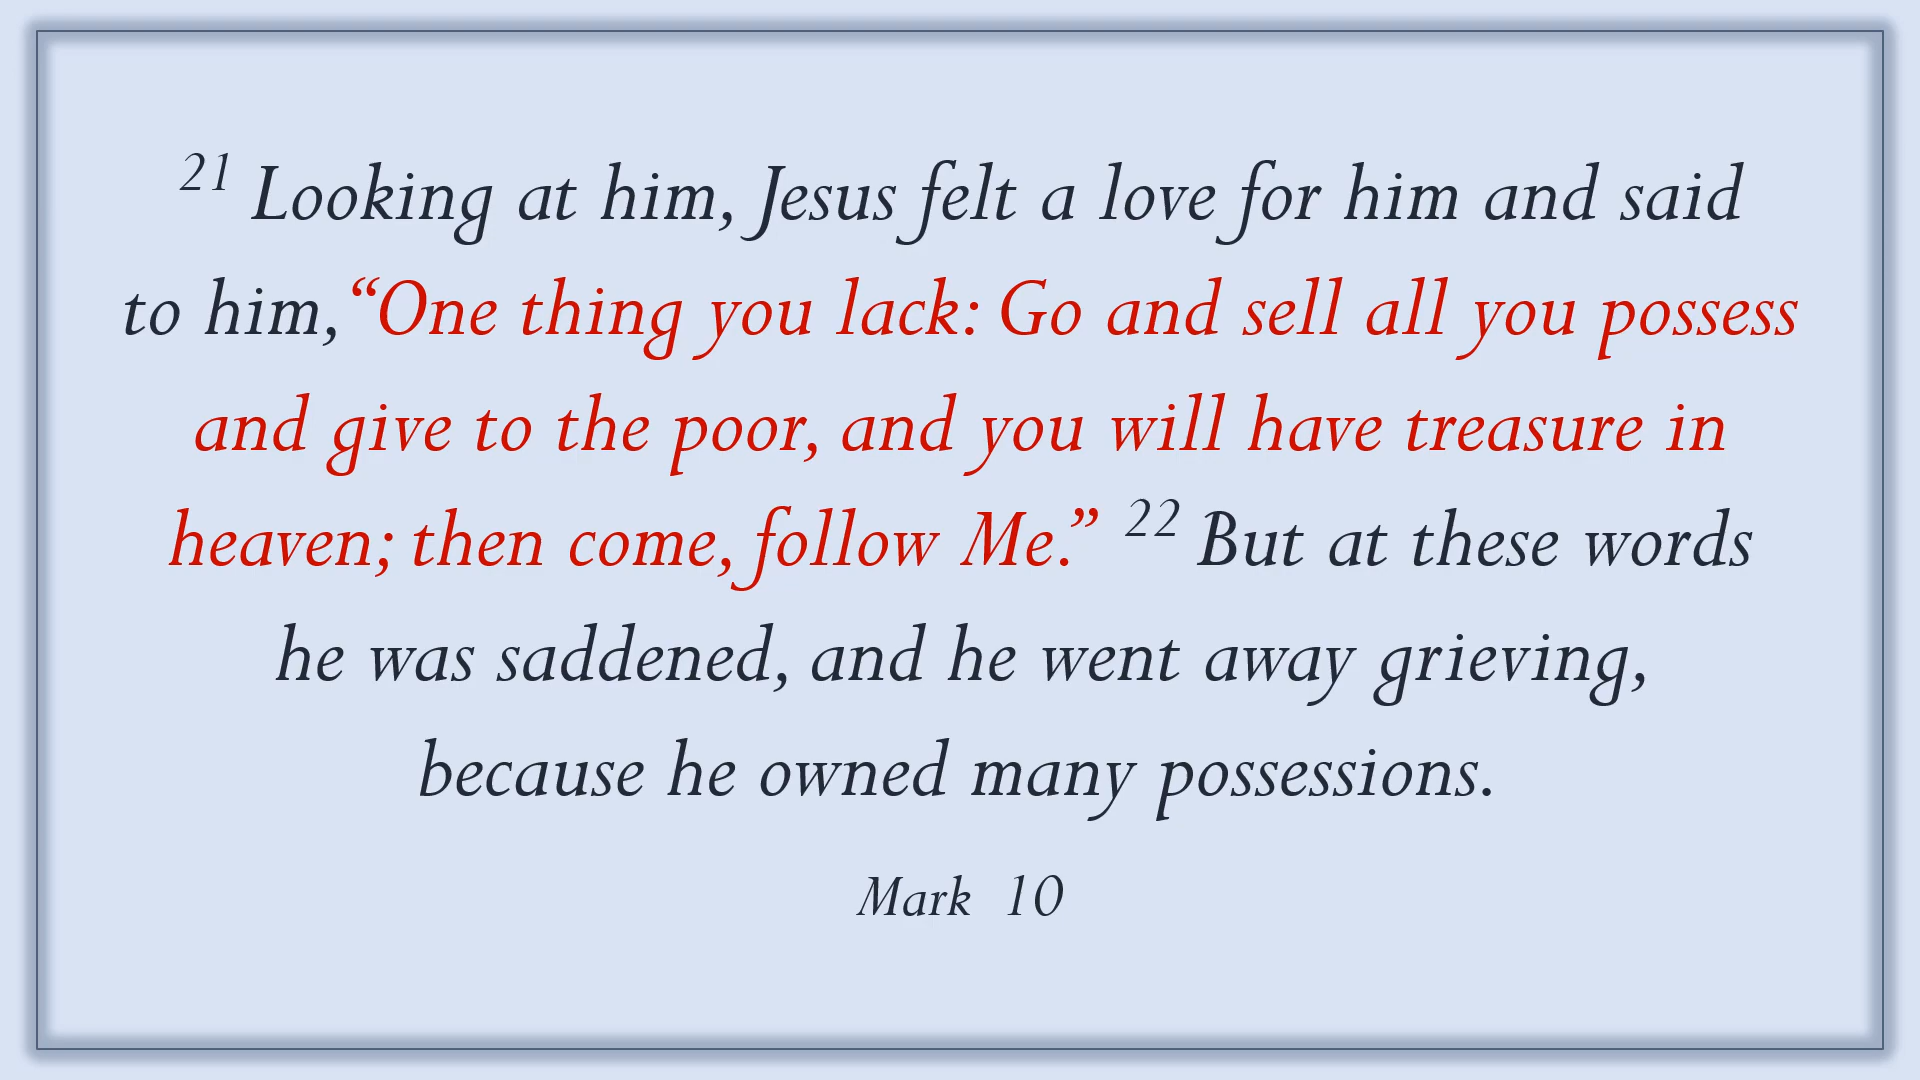 21 Looking at him, Jesus felt a love for him and said
to him, “One thing you lack: Go and sell all you possess
and give to the poor, and you will have treasure in
heaven; then come, follow Me.” 22 But at these words
he was saddened, and he went away grieving,
because he owned many possessions.
Mark 10